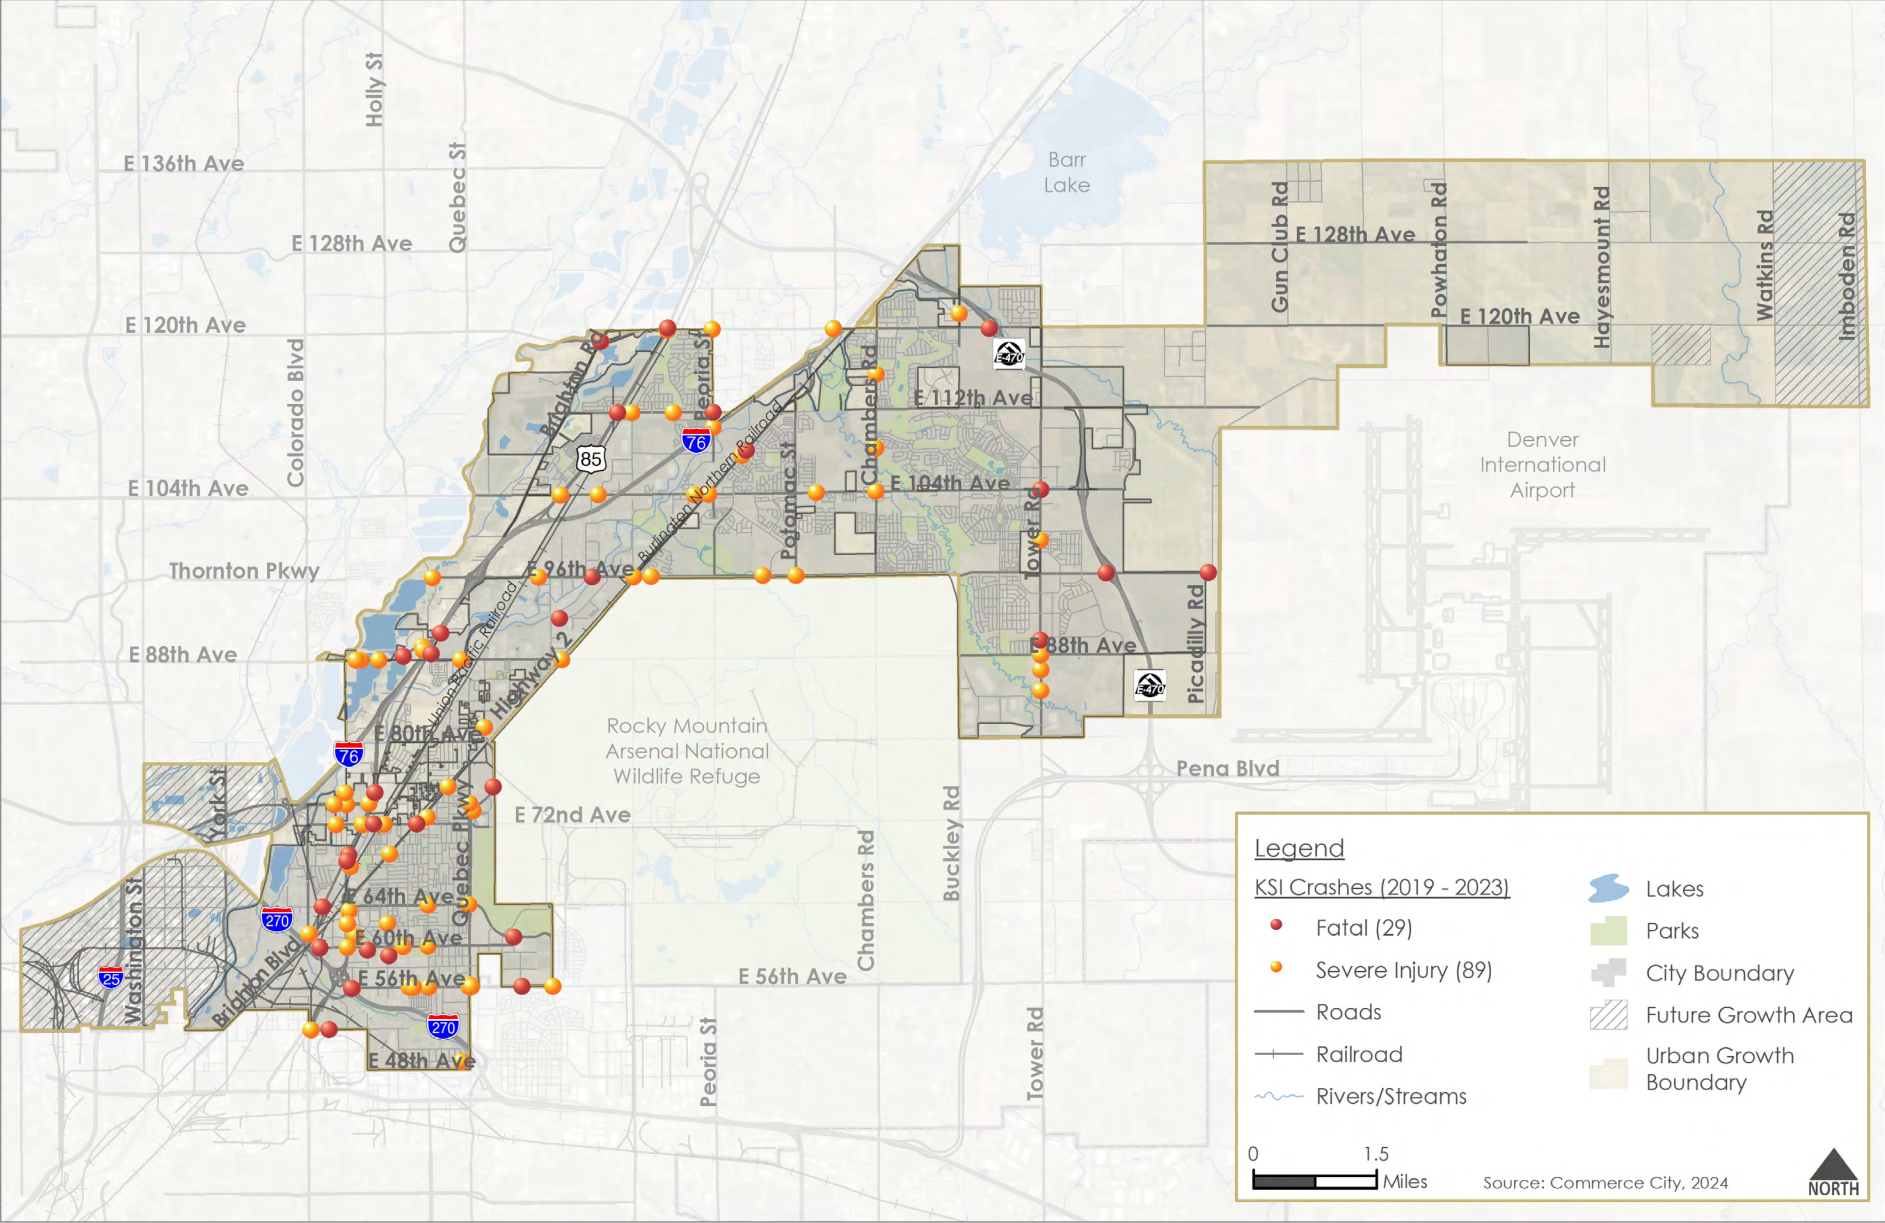 Holly St
Quebec St
E 136th Ave
E 128th Ave
E 120th Ave
Colorado Blvd
E 104th Ave
Thornton Pkwy
E 88th Ave
Barr
Lake
Gun Club Rd
E 128th Ave
Powhaton Rd
Hayesmount Rd
Watkins Rd
Imboden Rd
E 120th Ave
Brighton Rd
Peoria St
E-470
Chambers Rd
E 112th Ave
76
85
Burlington Northern Railroad
Potomac St
E 104th Ave
Tower Rd
Denver
International
Airport
E 96th Ave
Union Pacific Railroad
Highway 2
E 88th Ave
Picadilly Rd
E-470
E 80th Ave
76
Rocky Mountain
Arsenal National
Wildlife Refuge
Pena Blvd
York St
Quebec Pkwy
E 72nd Ave
Buckley Rd
Chambers Rd
Washington St
E 64th Ave
270
E 60th Ave
25
Brighton Blvd
E 56th Ave
E 56th Ave
270
E 48th Ave
Peoria St
Tower Rd
Legend
KSI Crashes (2019 - 2023)
Fatal (29)
Severe Injury (89)
Roads
Railroad
Rivers/Streams
Lakes
Parks
City Boundary
Future Growth Area
Urban Growth
Boundary
0 1.5
Miles
Source: Commerce City, 2024
NORTH